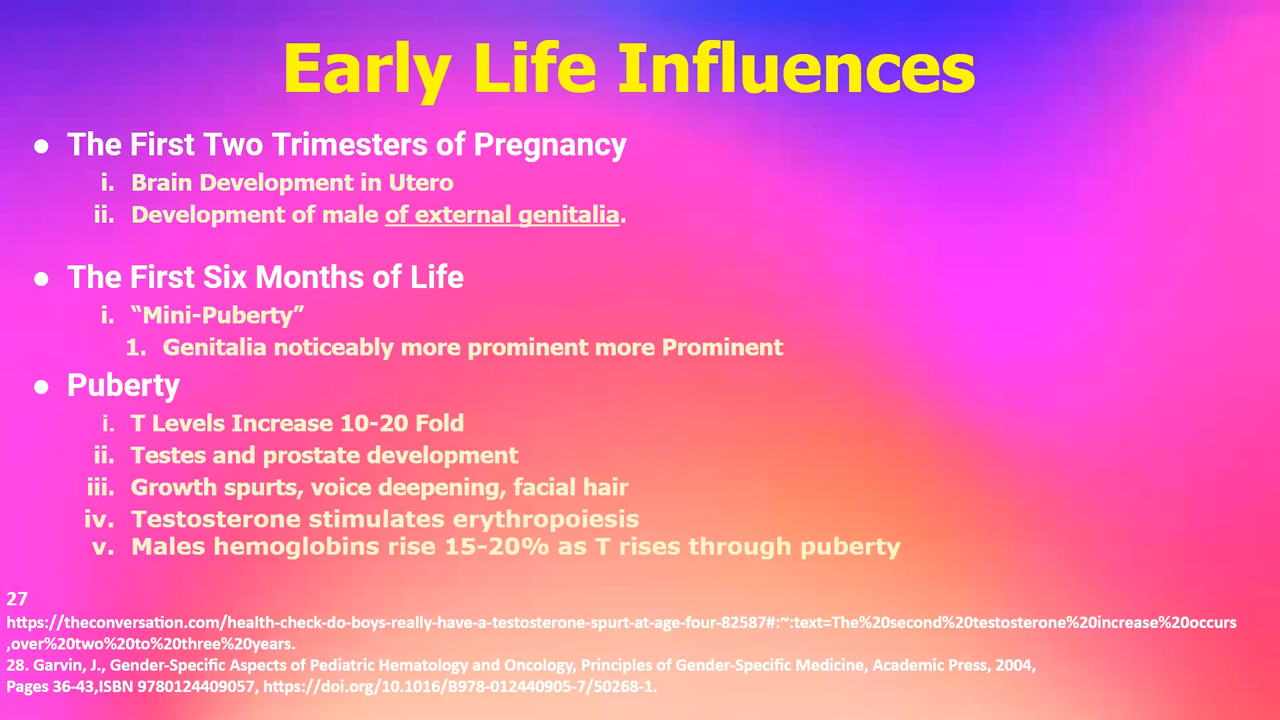 Early Life Influences
● The First Two Trimesters of Pregnancy
i. Brain Development in Utero
ii. Development of male of external genitalia.
● The First Six Months of Life
i. “Mini-Puberty”
1. Genitalia noticeably more prominent more Prominent
● Puberty
i. T Levels Increase 10-20 Fold
ii. Testes and prostate development
iii. Growth spurts, voice deepening, facial hair
iv. Testosterone stimulates erythropoiesis
v. Males hemoglobins rise 15-20% as T rises through puberty
27
https://theconversation.com/health-check-do-boys-really-have-a-testosterone-spurt-at-age-four-82587#:~:text=The%20second%20testosterone%20increase%20occurs
,over%20two%20to%20three%20years.
28. Garvin, J., Gender-Specific Aspects of Pediatric Hematology and Oncology, Principles of Gender-Specific Medicine, Academic Press, 2004,
Pages 36-43,ISBN 9780124409057, https://doi.org/10.1016/B978-012440905-7/50268-1.